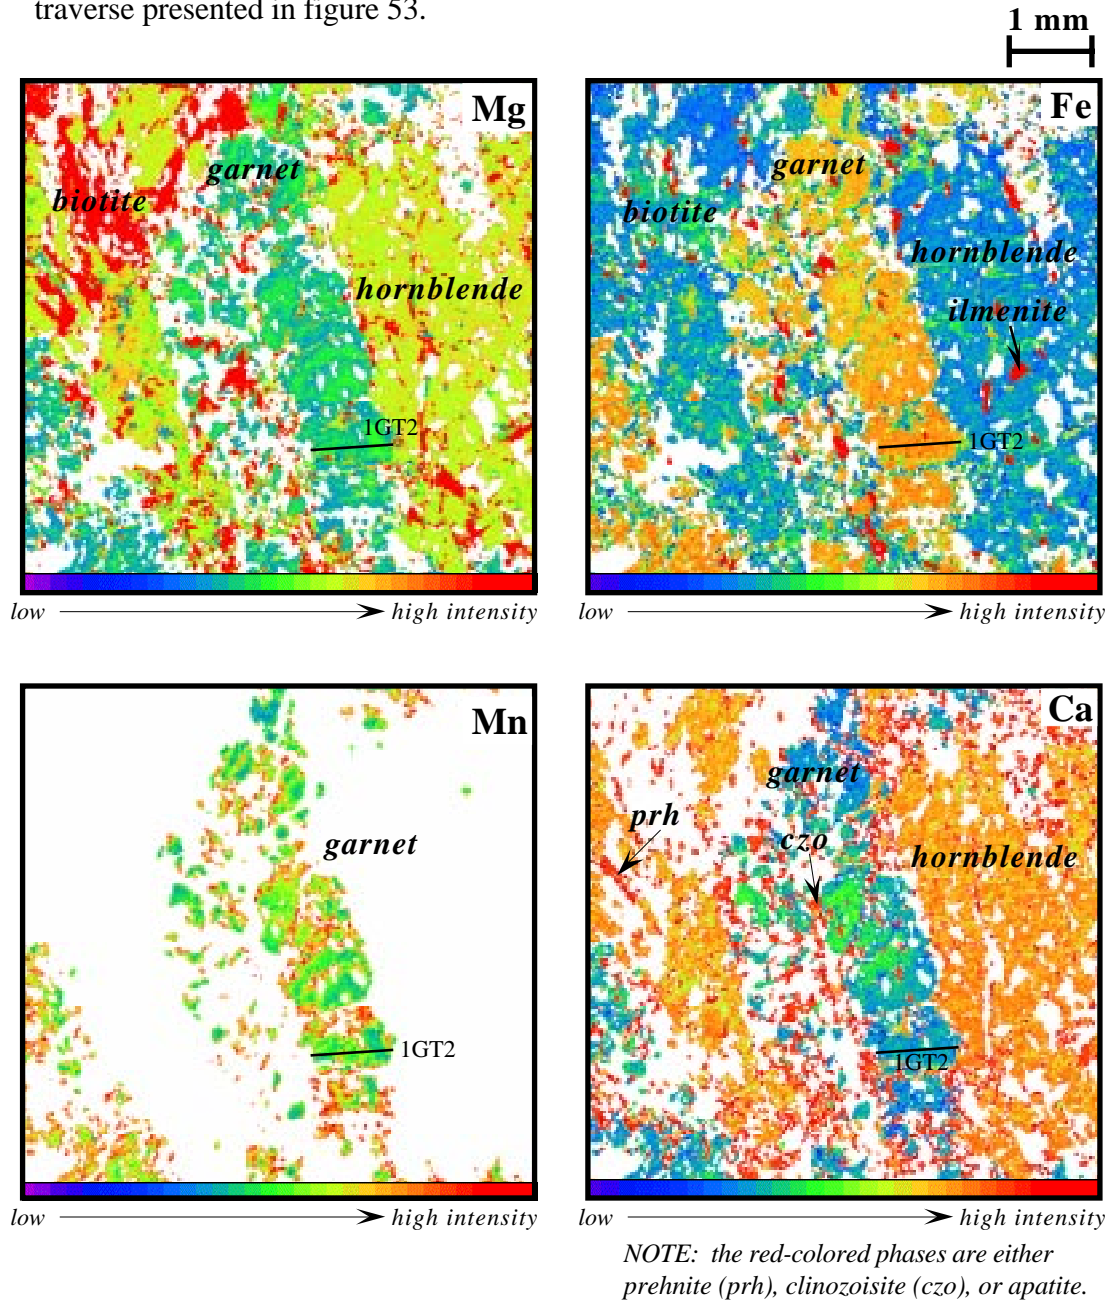 traverse presented in figure 53.
1 mm
Mg
garnet
biotite
hornblende
1GT2
low
high intensity
Fe
garnet
biotite
hornblende
ilmenite
1GT2
low
high intensity
Mn
garnet
1GT2
low
high intensity
Ca
garnet
prh
czo
hornblende
1GT2
low
high intensity
NOTE: the red-colored phases are either
prehnite (prh), clinozoisite (czo), or apatite.